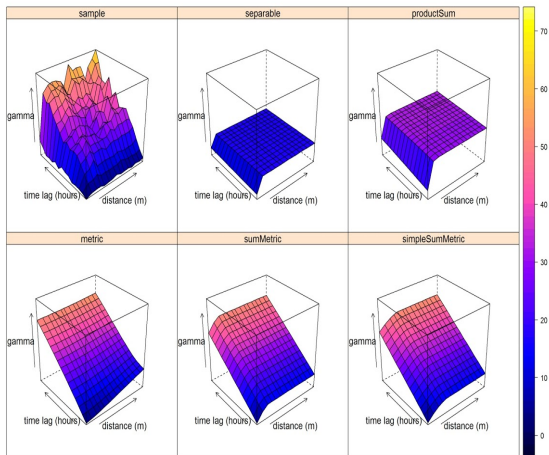 sample
separable
productSum
gamma
time lag (hours)
distance (m)
gamma
time lag (hours)
distance (m)
gamma
time lag (hours)
distance (m)
metric
sumMetric
simpleSumMetric
gamma
time lag (hours)
distance (m)
gamma
time lag (hours)
distance (m)
gamma
time lag (hours)
distance (m)
70
60
50
40
30
20
10
0